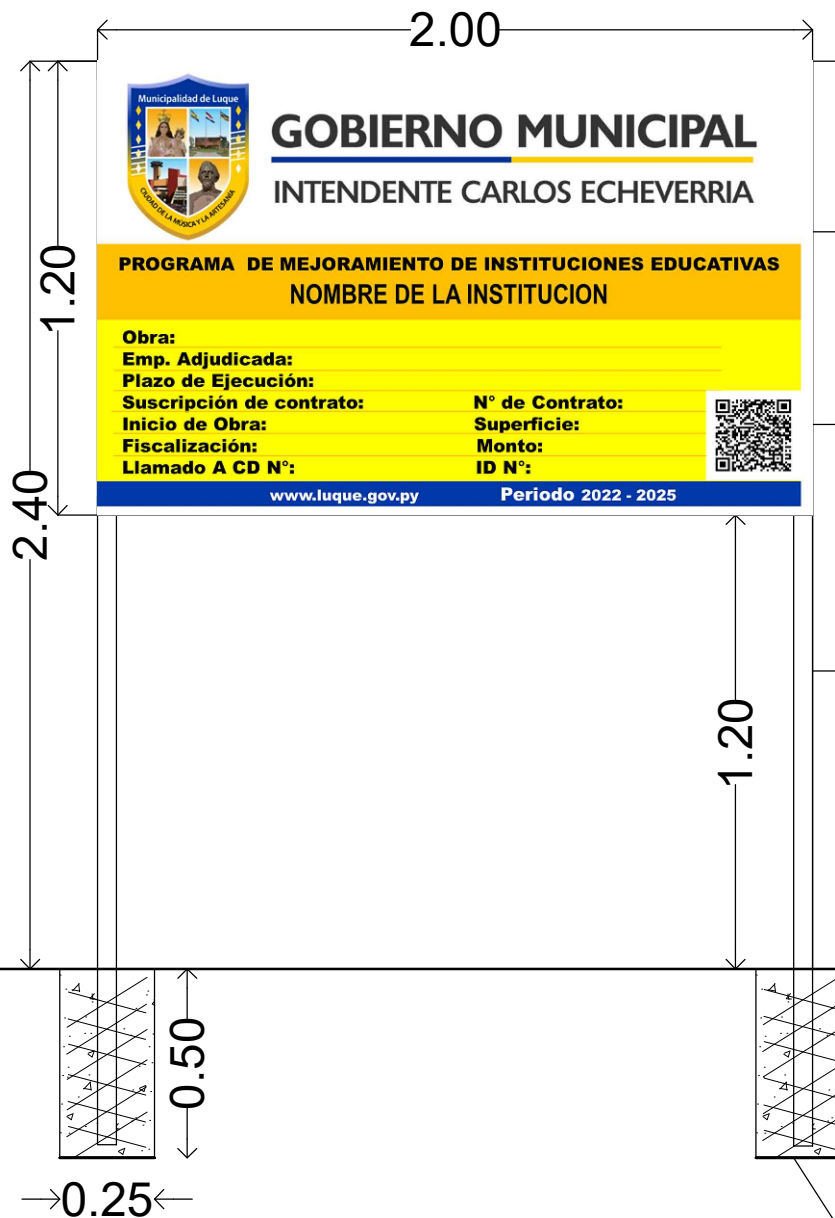 2.00
Municipalidad de Luque
CIUDAD DE LA MÚSICA Y LA ARTESANÍA
GOBIERNO MUNICIPAL
INTENDENTE CARLOS ECHEVERRIA
1.20
PROGRAMA DE MEJORAMIENTO DE INSTITUCIONES EDUCATIVAS
NOMBRE DE LA INSTITUCION
Obra:
Emp. Adjudicada:
Plazo de Ejecución:
Suscripción de contrato: N° de Contrato:
Inicio de Obra: Superficie:
Fiscalización: Monto:
Llamado A CD N°: ID N°:
www.luque.gov.py Periodo 2022 - 2025
2.40
1.20
0.50
0.25